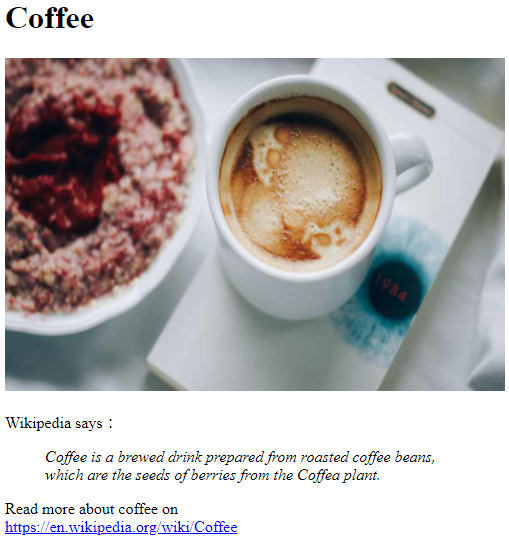 Coffee
1984
Wikipedia says：
Coffee is a brewed drink prepared from roasted coffee beans,
which are the seeds of berries from the Coffea plant.
Read more about coffee on
https://en.wikipedia.org/wiki/Coffee